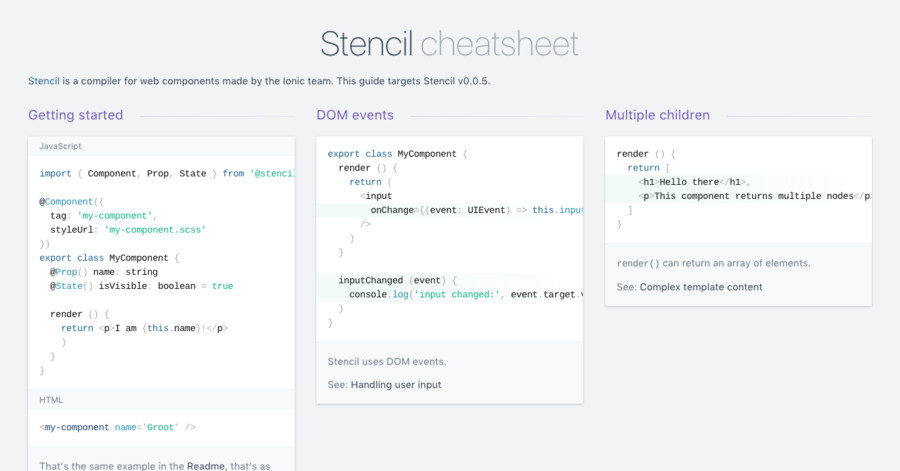 Stencil cheatsheet
Stencil is a compiler for web components made by the Ionic team. This guide targets Stencil v0.0.5.
Getting started
JavaScript
import { Component, Prop, State } from '@stenci
@Component({
tag: 'my-component',
styleUrl: 'my-component.scss'
})
export class MyComponent {
@Prop() name: string
@State() isVisible: boolean = true
render () {
return <p>I am {this.name}!</p>
)
}
}
HTML
<my-component name='Groot' />
That's the same example in the Readme, that's as
DOM events
export class MyComponent {
render () {
return (
<input
onChange={(event: UIEvent) => this.input
/>
)
}
inputChanged (event) {
console.log('input changed:', event.target.v
}
}
Stencil uses DOM events.
See: Handling user input
Multiple children
render () {
return [
<h1>Hello there</h1>,
<p>This component returns multiple nodes</p
]
}
render() can return an array of elements.
See: Complex template content